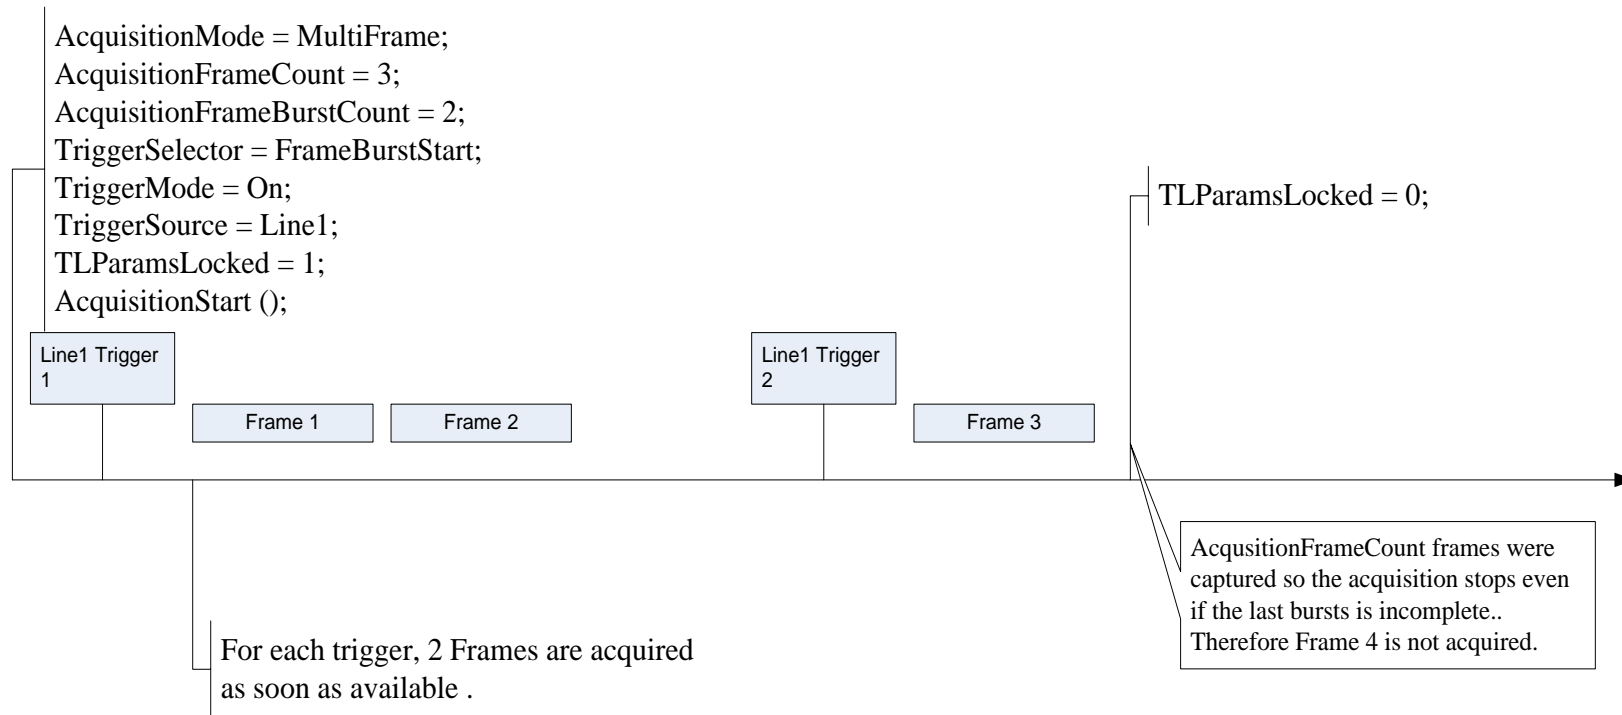 AcquisitionMode = MultiFrame;
AcquisitionFrameCount = 3;
AcquisitionFrameBurstCount = 2;
TriggerSelector = FrameBurstStart;
TriggerMode = On;
TriggerSource = Line1;
TLParamsLocked = 1;
AcquisitionStart ();
TLParamsLocked = 0;
Line1 Trigger
1
Line1 Trigger
2
Frame 1
Frame 2
Frame 3
AcqusitionFrameCount frames were
captured so the acquisition stops even
if the last bursts is incomplete..
Therefore Frame 4 is not acquired.
For each trigger, 2 Frames are acquired
as soon as available .